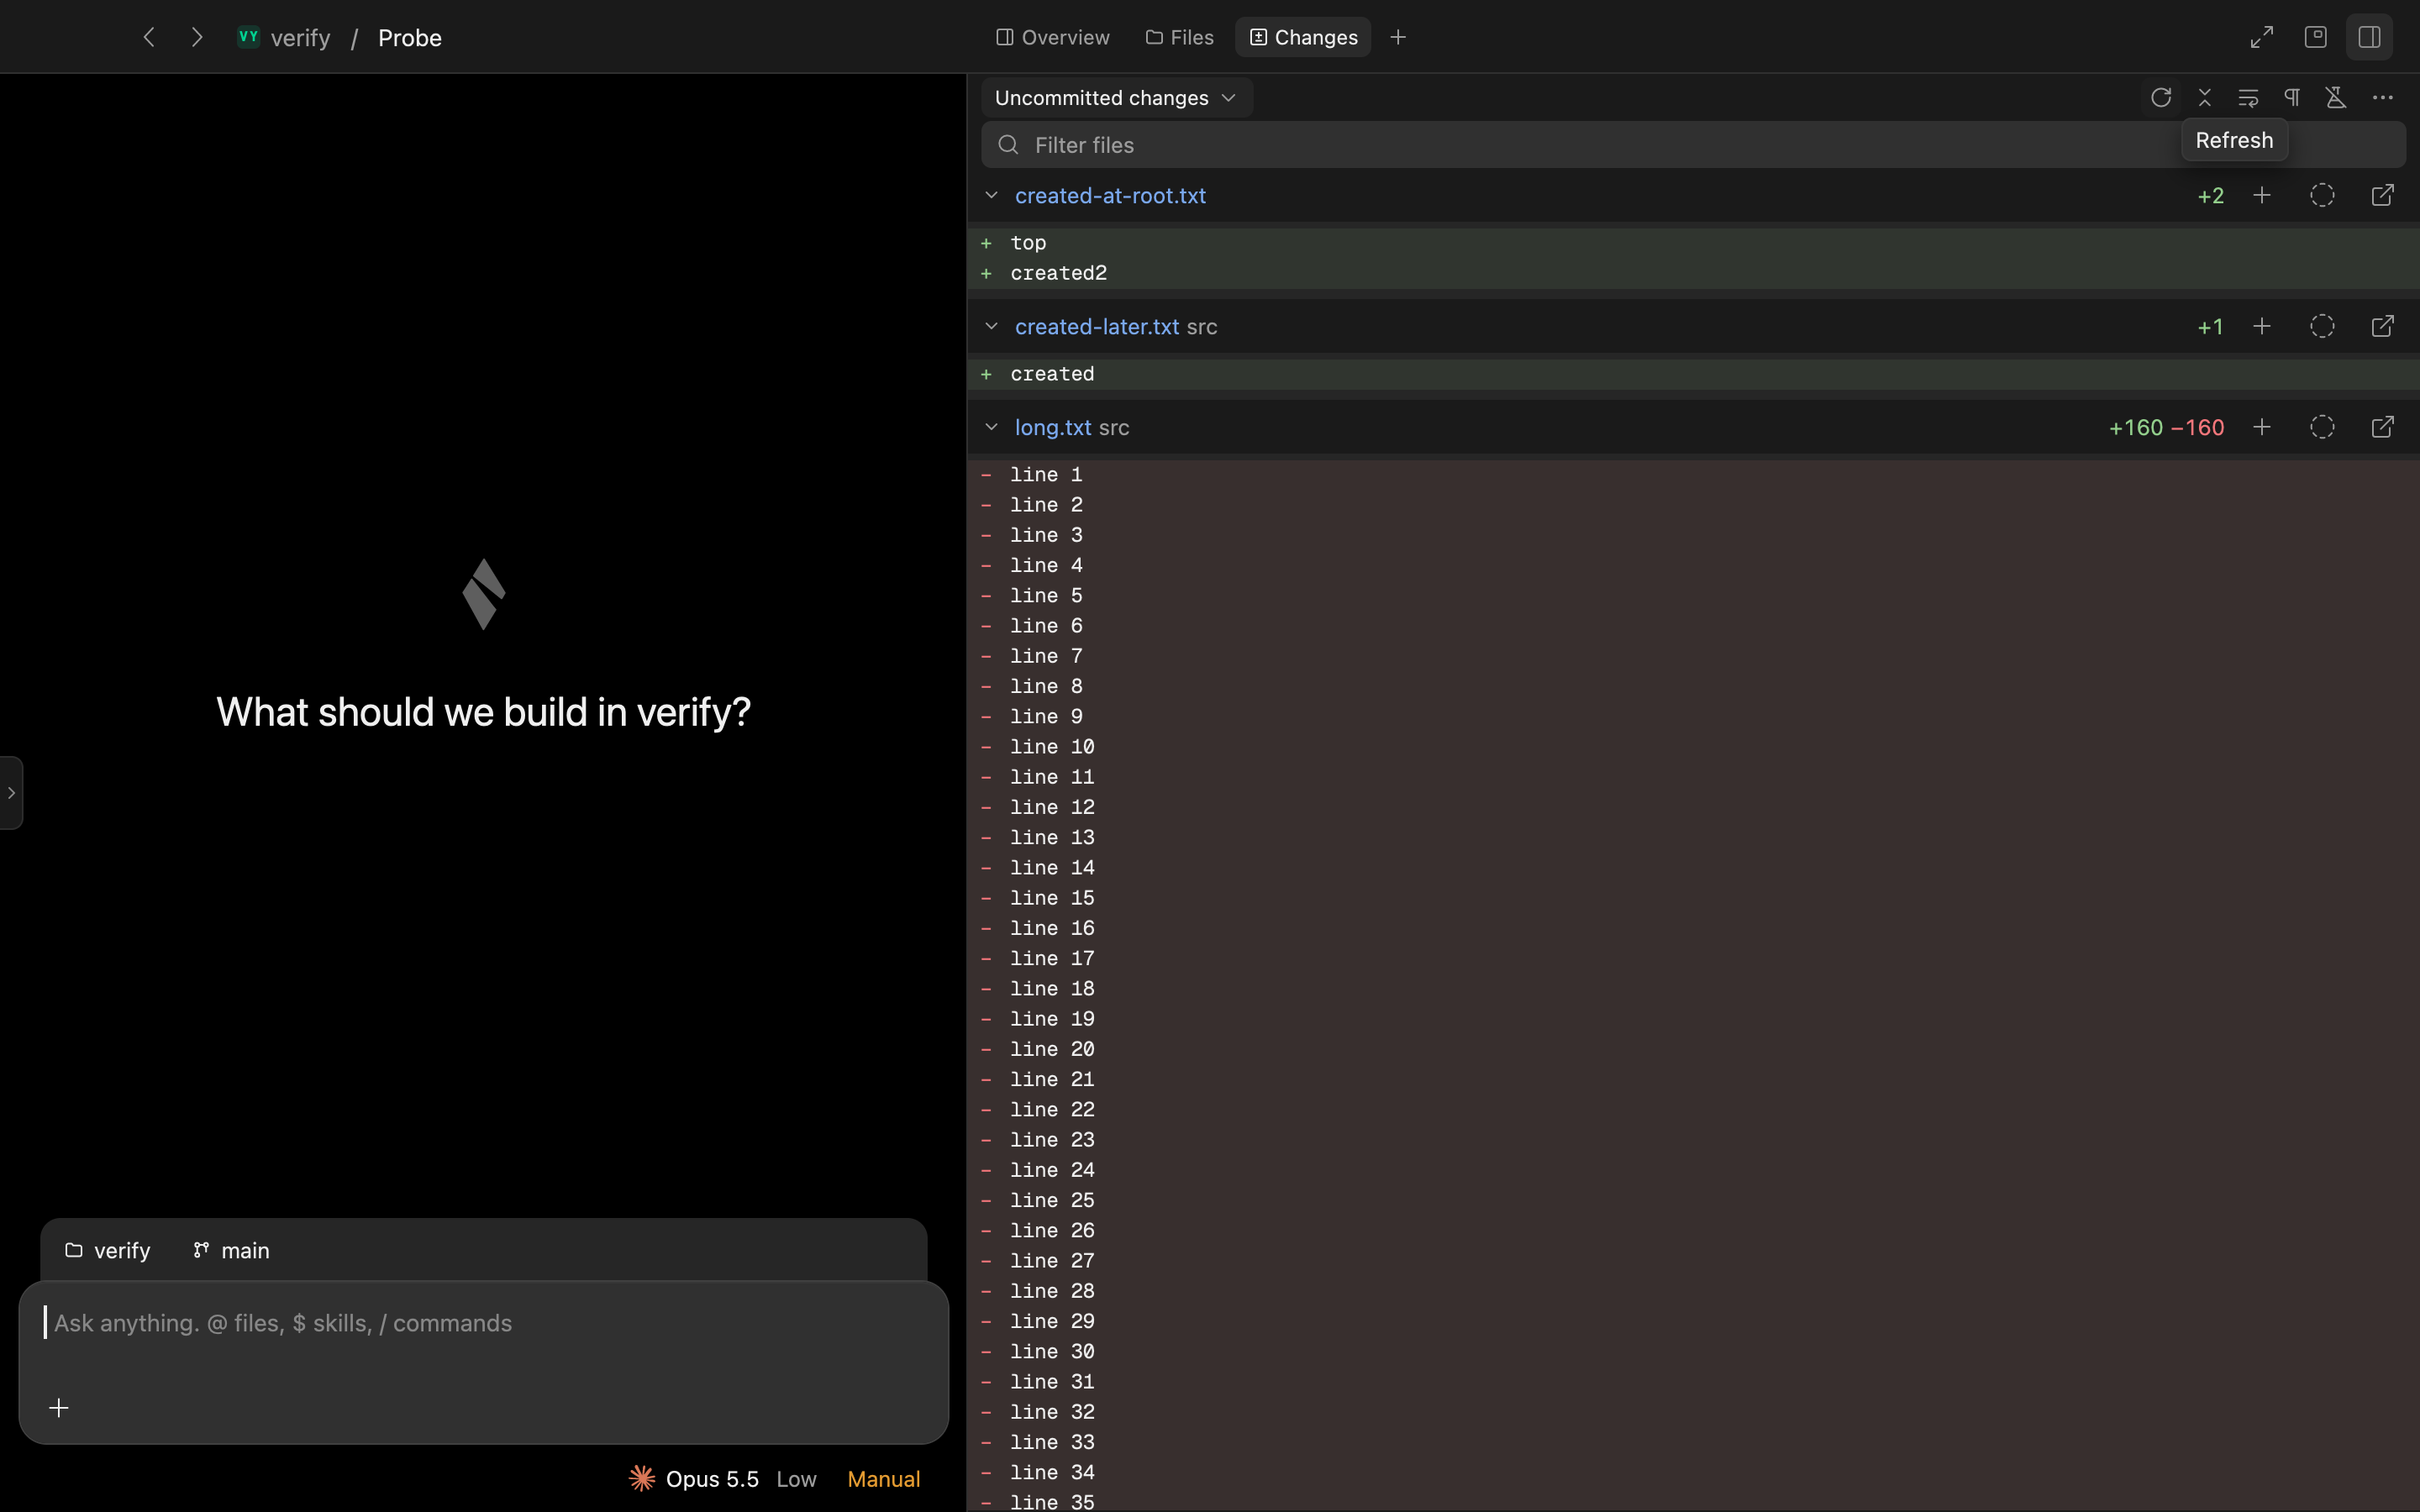 VY verify / Probe
Overview
Files
Changes
Uncommitted changes
Refresh
Filter files
created-at-root.txt +2
+ top
+ created2
created-later.txt src +1
+ created
long.txt src +160 −160
- line 1
- line 2
- line 3
- line 4
- line 5
- line 6
- line 7
- line 8
- line 9
- line 10
- line 11
- line 12
- line 13
- line 14
- line 15
- line 16
- line 17
- line 18
- line 19
- line 20
- line 21
- line 22
- line 23
- line 24
- line 25
- line 26
- line 27
- line 28
- line 29
- line 30
- line 31
- line 32
- line 33
- line 34
- line 35
What should we build in verify?
verify main
Ask anything. @ files, $ skills, / commands
Opus 5.5 Low Manual